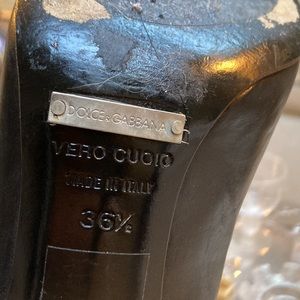 DOLCE&GABBANA
VERO CUOIO
MADE IN ITALY
36½